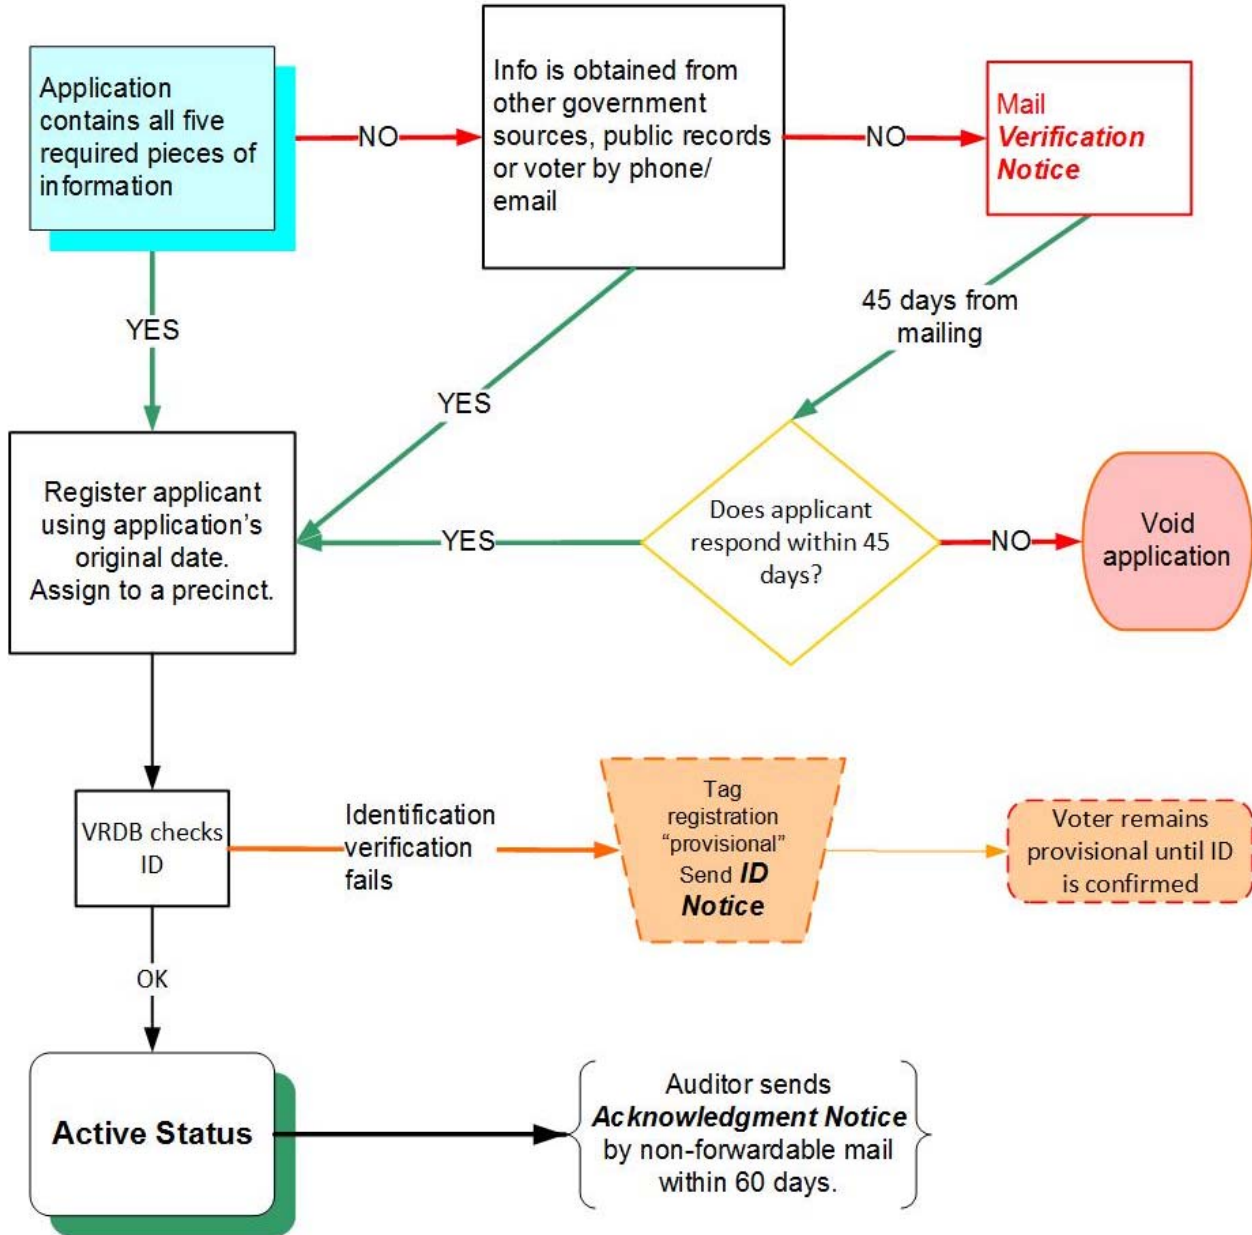 Application
contains all five
required pieces of
information
NO
Info is obtained from
other government
sources, public records
or voter by phone/
email
NO
Mail
Verification
Notice
YES
YES
45 days from
mailing
Register applicant
using application’s
original date.
Assign to a precinct.
YES
Does applicant
respond within 45
days?
NO
Void
application
VRDB checks
ID
Identification
verification
fails
Tag
registration
“provisional”
Send ID
Notice
Voter remains
provisional until ID
is confirmed
OK
Active Status
Auditor sends
Acknowledgment Notice
by non-forwardable mail
within 60 days.